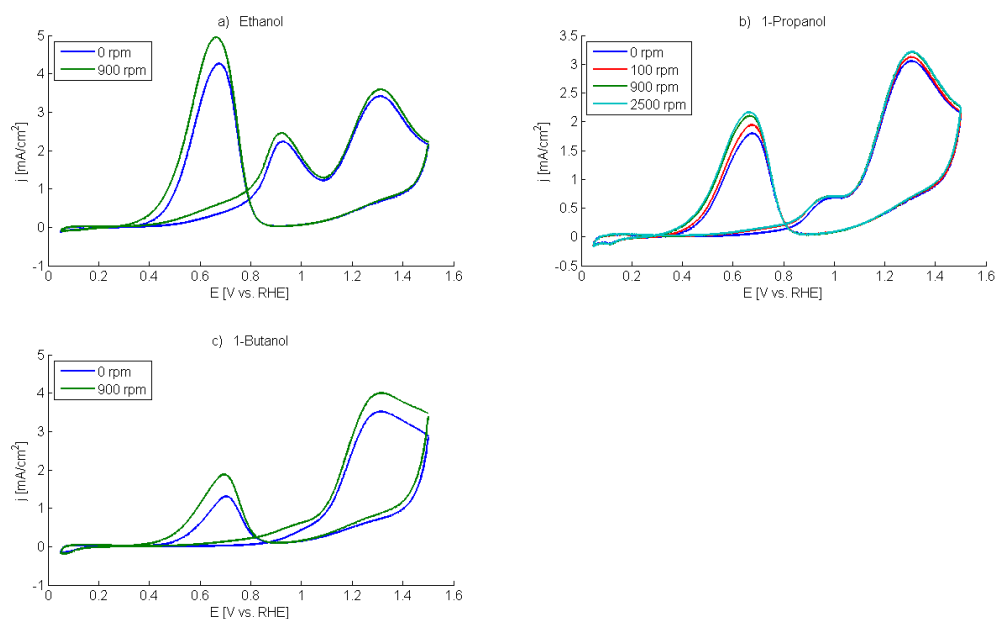 a) Ethanol
5
4
3
2
1
0
-1
j [mA/cm²]
0 rpm
900 rpm
0 0.2 0.4 0.6 0.8 1 1.2 1.4 1.6
E [V vs. RHE]
b) 1-Propanol
3.5
3
2.5
2
1.5
1
0.5
0
-0.5
j [mA/cm²]
0 rpm
100 rpm
900 rpm
2500 rpm
0 0.2 0.4 0.6 0.8 1 1.2 1.4 1.6
E [V vs. RHE]
c) 1-Butanol
5
4
3
2
1
0
-1
j [mA/cm²]
0 rpm
900 rpm
0 0.2 0.4 0.6 0.8 1 1.2 1.4 1.6
E [V vs. RHE]